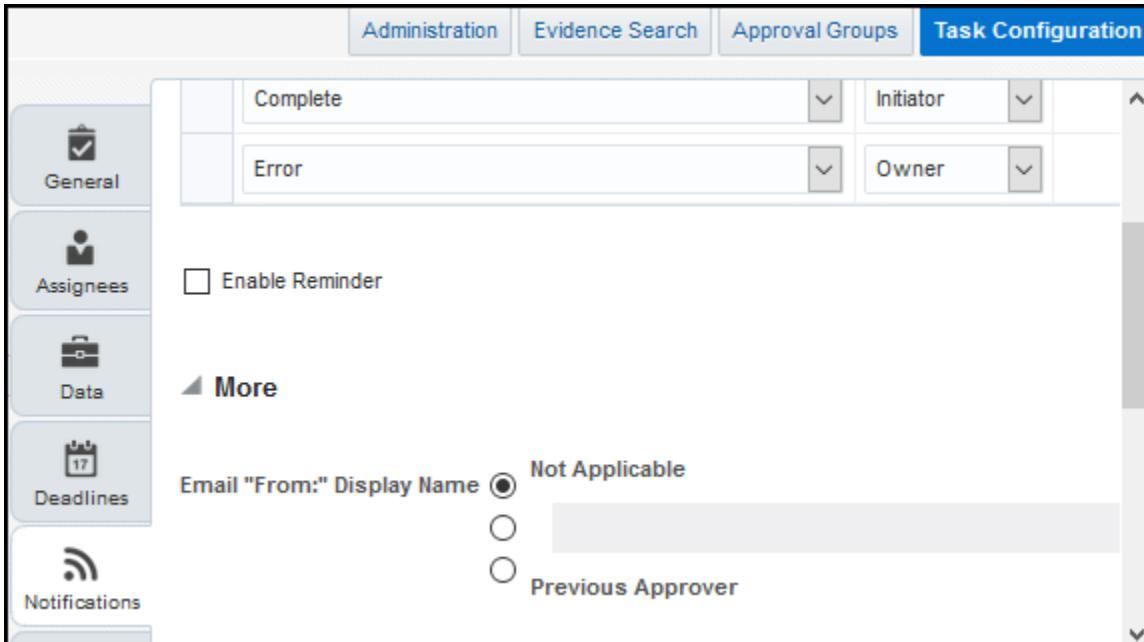 Administration
Evidence Search
Approval Groups
Task Configuration
General
Assignees
Data
Deadlines
17
Notifications
Complete
Initiator
Error
Owner
Enable Reminder
More
Email "From:" Display Name
Not Applicable
Previous Approver